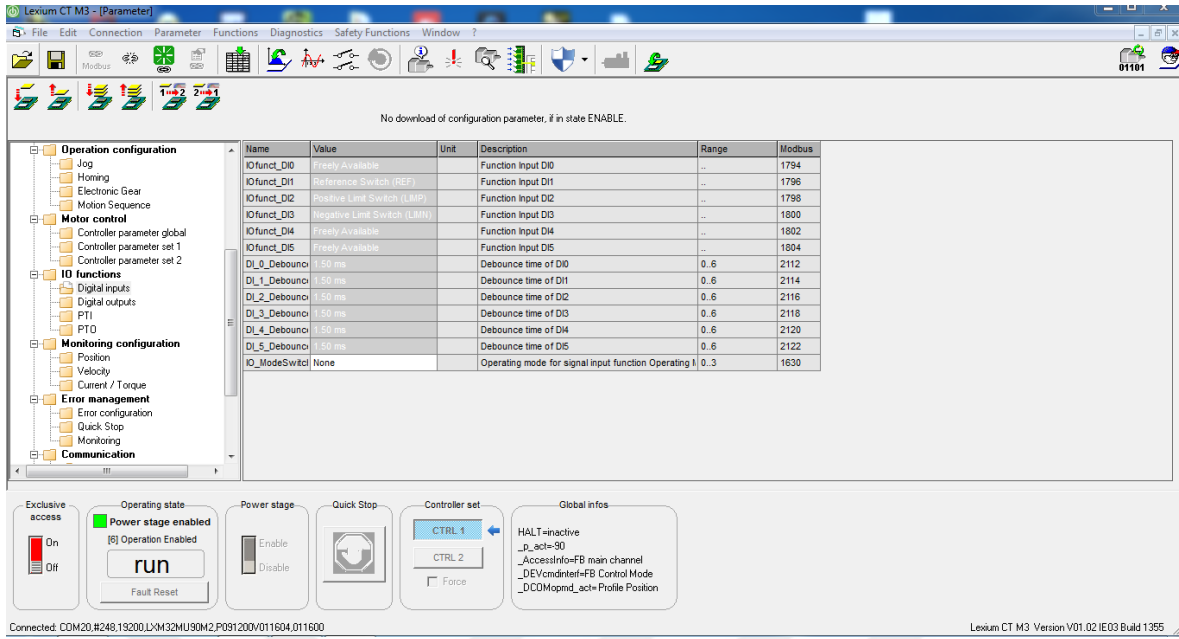 Lexium CT M3 - [Parameter]
File Edit Connection Parameter Functions Diagnostics Safety Functions Window ?
Modbus
01101
1 2 2 1
No download of configuration parameter, if in state ENABLE.
Operation configuration
Jog
Homing
Electronic Gear
Motion Sequence
Motor control
Controller parameter global
Controller parameter set 1
Controller parameter set 2
IO functions
Digital inputs
Digital outputs
PTI
PTO
Monitoring configuration
Position
Velocity
Current / Torque
Error management
Error configuration
Quick Stop
Monitoring
Communication
Name Value Unit Description Range Modbus
IOfunct_DI0 Freely Available Function Input DI0 .. 1794
IOfunct_DI1 Reference Switch (REF) Function Input DI1 .. 1796
IOfunct_DI2 Positive Limit Switch (LIMP) Function Input DI2 .. 1798
IOfunct_DI3 Negative Limit Switch (LIMN) Function Input DI3 .. 1800
IOfunct_DI4 Freely Available Function Input DI4 .. 1802
IOfunct_DI5 Freely Available Function Input DI5 .. 1804
DI_0_Debounc 1.50 ms Debounce time of DI0 0..6 2112
DI_1_Debounc 1.50 ms Debounce time of DI1 0..6 2114
DI_2_Debounc 1.50 ms Debounce time of DI2 0..6 2116
DI_3_Debounc 1.50 ms Debounce time of DI3 0..6 2118
DI_4_Debounc 1.50 ms Debounce time of DI4 0..6 2120
DI_5_Debounc 1.50 ms Debounce time of DI5 0..6 2122
IO_ModeSwitcl None Operating mode for signal input function Operating 0..3 1630
Exclusive access
On
Off
Operating state
Power stage enabled
[6] Operation Enabled
run
Fault Reset
Power stage
Enable
Disable
Quick Stop
Controller set
CTRL 1
CTRL 2
Force
Global infos
HALT=inactive
_p_act=-90
_AccessInfo=FB main channel
_DEVcmdinterf=FB Control Mode
_DCOMopmd_act=Profile Position
Connected: COM20,#248,19200,LXM32MU90M2,P091200V011604,011600
Lexium CT M3 Version V01.02 IE03 Build 1355